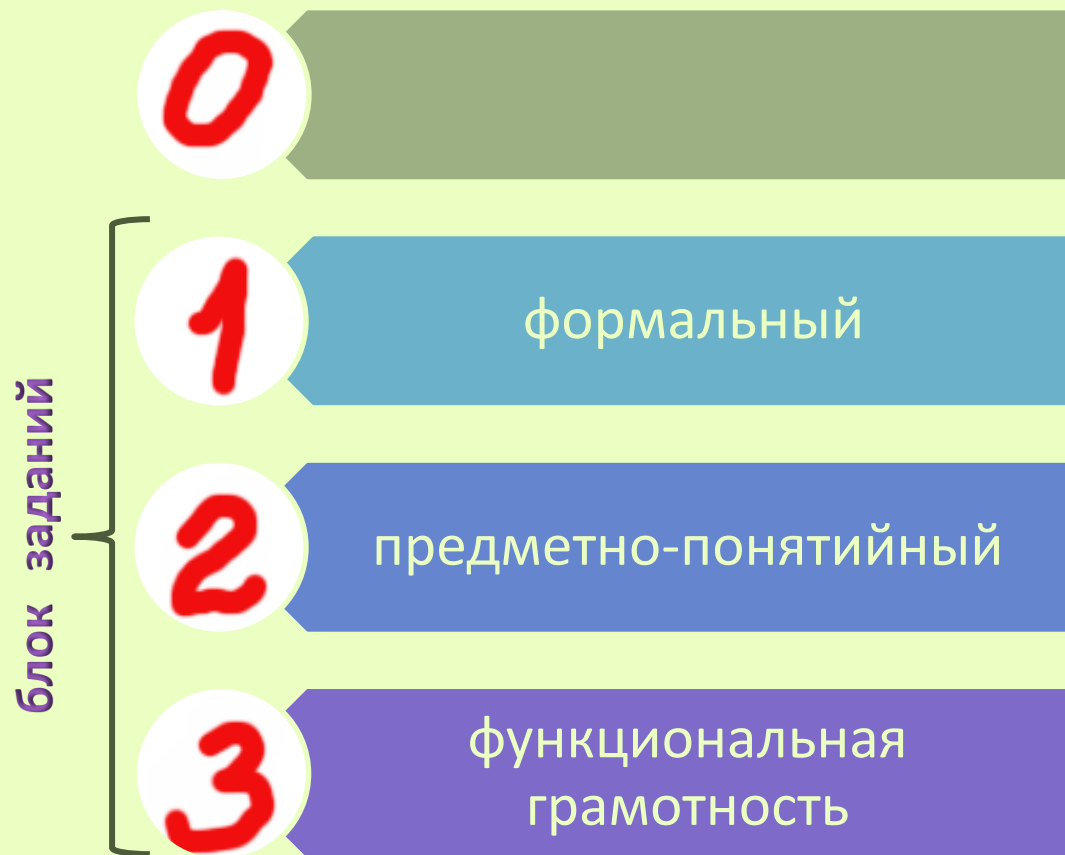 0
1
формальный
блок заданий
2
предметно-понятийный
3
функциональная
грамотность